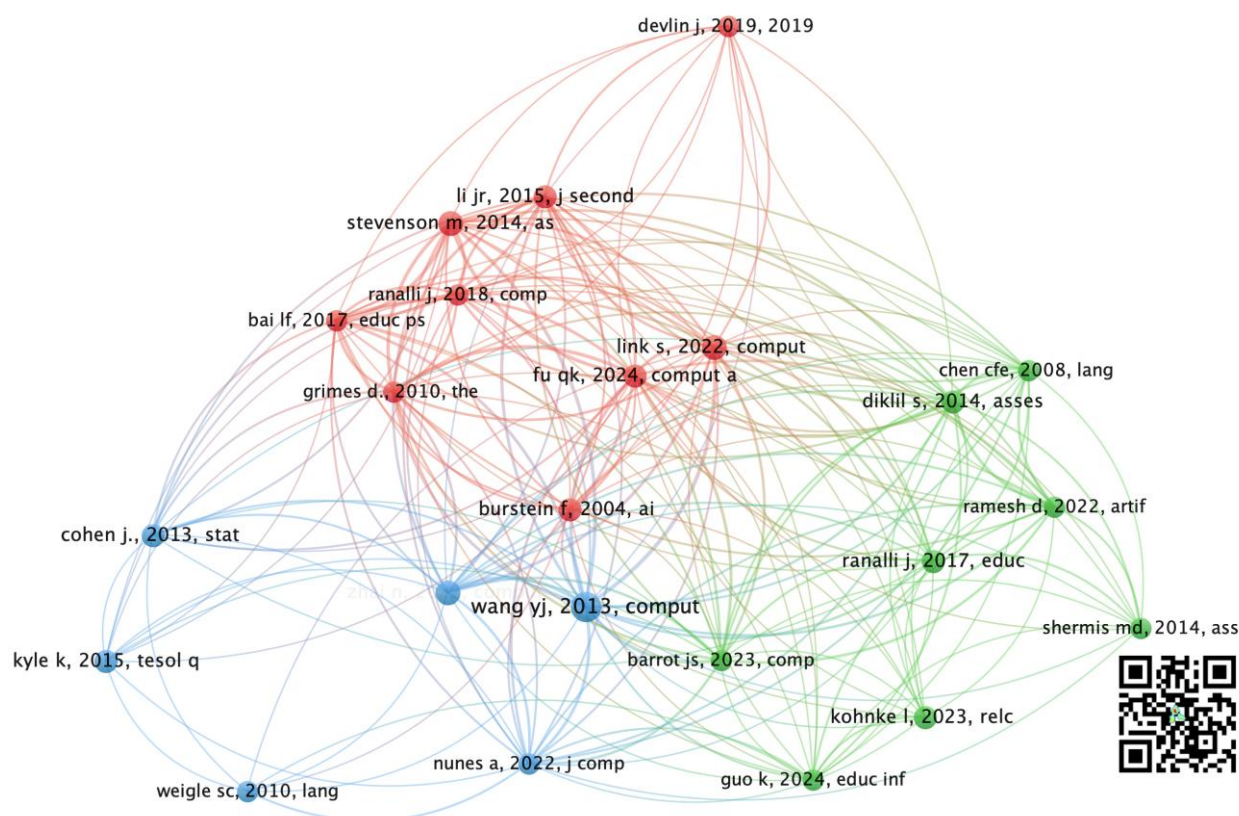 devlin j, 2019, 2019
li jr, 2015, j second
stevenson m, 2014, as
ranalli j, 2018, comp
bai lf, 2017, educ ps
link s, 2022, comput
fu qk, 2024, comput a
chen cfe, 2008, lang
grimes d., 2010, the
diklil s, 2014, asses
burstein f, 2004, ai
ramesh d, 2022, artif
cohen j., 2013, stat
ranalli j, 2017, educ
wang yj, 2013, comput
shermis md, 2014, ass
kyle k, 2015, tesol q
barrot js, 2023, comp
kohnke l, 2023, relc
nunes a, 2022, j comp
guo k, 2024, educ inf
weigle sc, 2010, lang